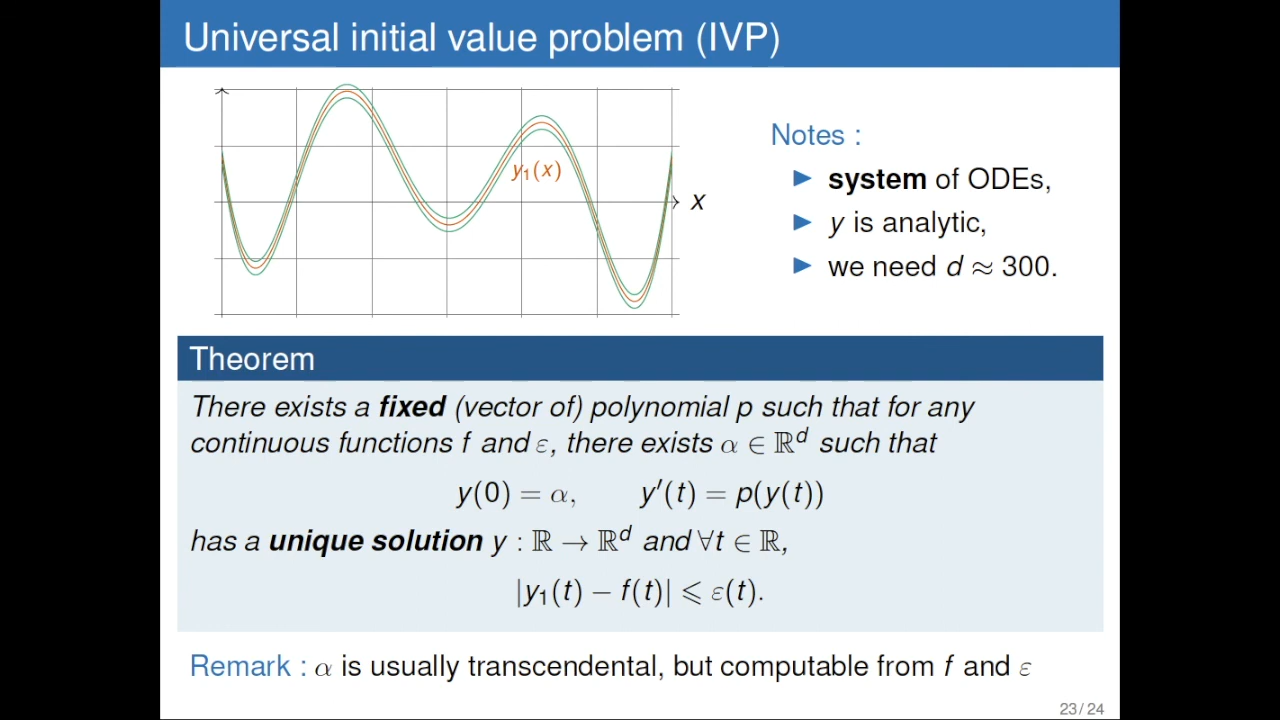 Universal initial value problem (IVP)
y₁(x)
x
Notes :
▶ system of ODEs,
▶ y is analytic,
▶ we need d ≈ 300.
Theorem
There exists a fixed (vector of) polynomial p such that for any
continuous functions f and ε, there exists α ∈ ℝᵈ such that
y(0) = α, y′(t) = p(y(t))
has a unique solution y : ℝ → ℝᵈ and ∀t ∈ ℝ,
|y₁(t) − f(t)| ⩽ ε(t).
Remark : α is usually transcendental, but computable from f and ε
23 / 24